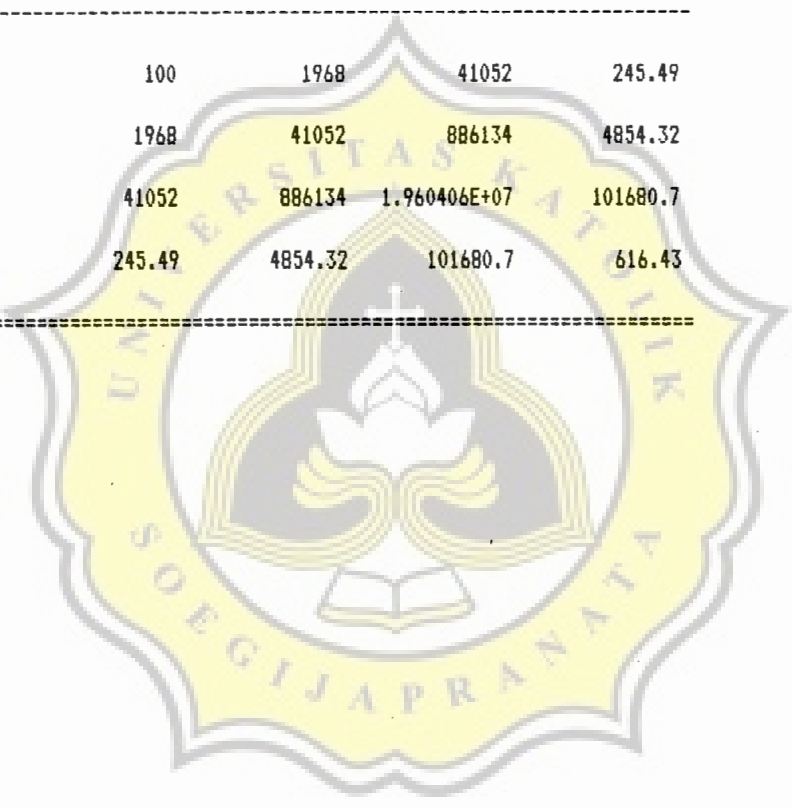 --------------------------------------------------------------------------------
100 1968 41052 245.49
1968 41052 886134 4854.32
41052 886134 1.960406E+07 101680.7
245.49 4854.32 101680.7 616.43
================================================================================
UNIVERSITAS KATOLIK
SOEGIJAPRANATA